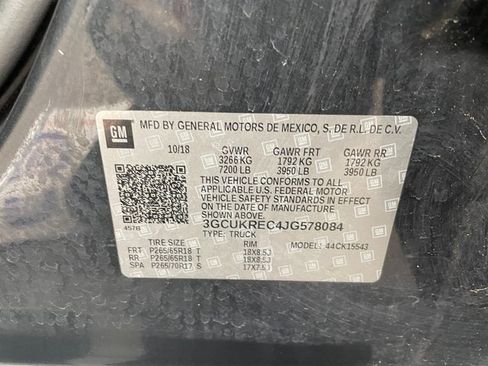 GM
MFD BY GENERAL MOTORS DE MEXICO, S. DE R.L. DE C.V.
10/18 GVWR GAWR FRT GAWR RR
3266 KG 1792 KG 1792 KG
7200 LB 3950 LB 3950 LB
THIS VEHICLE CONFORMS TO ALL
APPLICABLE U.S. FEDERAL MOTOR
VEHICLE SAFETY STANDARDS IN EFFECT
ON THE DATE OF MANUFACTURE SHOWN ABOVE.
457B 3GCUKREC4JG578084
TYPE: TRUCK MODEL: 44CK15543
RIM
FRT P265/65R18 T 18X8.5J
RR P265/65R18 T 18X8.5J
SPA P265/70R17 S 17X7.5J